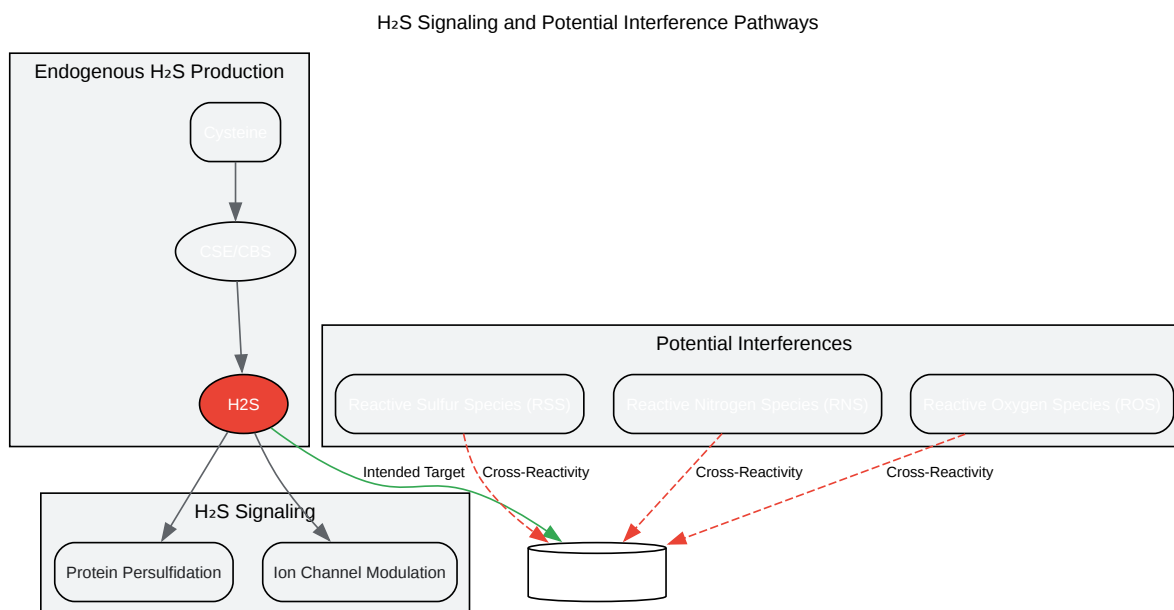 H₂S Signaling and Potential Interference Pathways
Endogenous H₂S Production
Cysteine
CSE/CBS
H2S
Potential Interferences
Reactive Sulfur Species (RSS)
Reactive Nitrogen Species (RNS)
Reactive Oxygen Species (ROS)
Intended Target
Cross-Reactivity
Cross-Reactivity
Cross-Reactivity
H₂S Signaling
Protein Persulfidation
Ion Channel Modulation